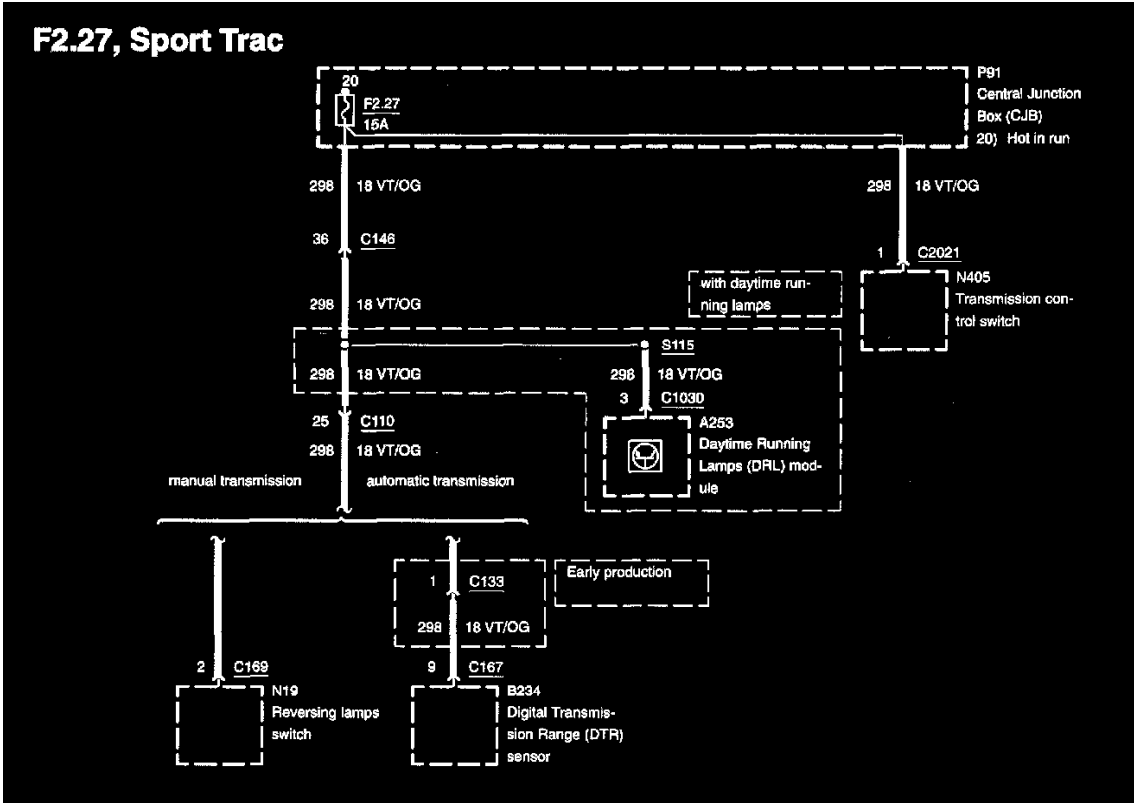 F2.27, Sport Trac
20
F2.27
15A
P91
Central Junction
Box (CJB)
20) Hot in run
298 18 VT/OG
298 18 VT/OG
36 C146
1 C2021
N405
Transmission con-
trol switch
with daytime run-
ning lamps
298 18 VT/OG
S115
298 18 VT/OG
298 18 VT/OG
3 C1030
25 C110
A253
Daytime Running
Lamps (DRL) mod-
ule
298 18 VT/OG
manual transmission
automatic transmission
Early production
1 C133
298 18 VT/OG
2 C169
9 C167
N19
Reversing lamps
switch
B234
Digital Transmis-
sion Range (DTR)
sensor